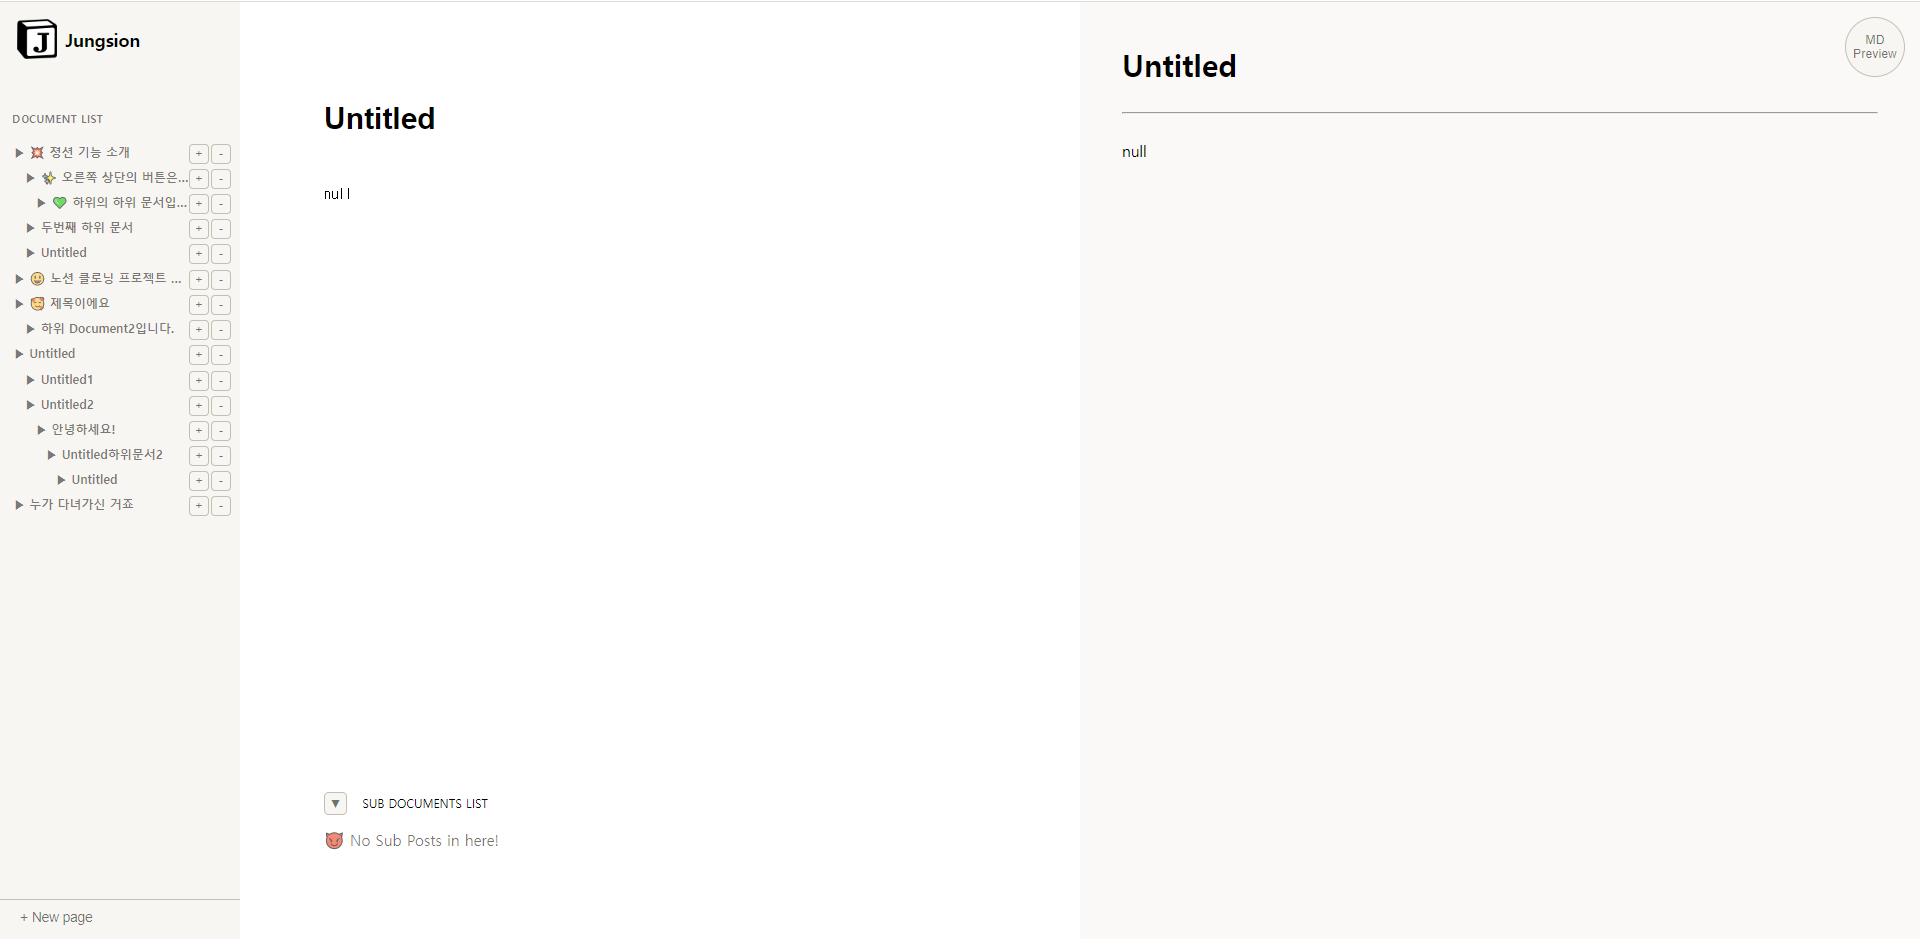 J Jungsion
DOCUMENT LIST
▶ 💥 졍션 기능 소개 + -
▶ ✨ 오른쪽 상단의 버튼은... + -
▶ 💚 하위의 하위 문서입... + -
▶ 두번째 하위 문서 + -
▶ Untitled + -
▶ 😀 노션 클로닝 프로젝트 ... + -
▶ 🥰 제목이에요 + -
▶ 하위 Document2입니다. + -
▶ Untitled + -
▶ Untitled1 + -
▶ Untitled2 + -
▶ 안녕하세요! + -
▶ Untitled하위문서2 + -
▶ Untitled + -
▶ 누가 다녀가신 거죠 + -
+ New page
Untitled
null
▼ SUB DOCUMENTS LIST
😈 No Sub Posts in here!
MD
Preview
Untitled
null